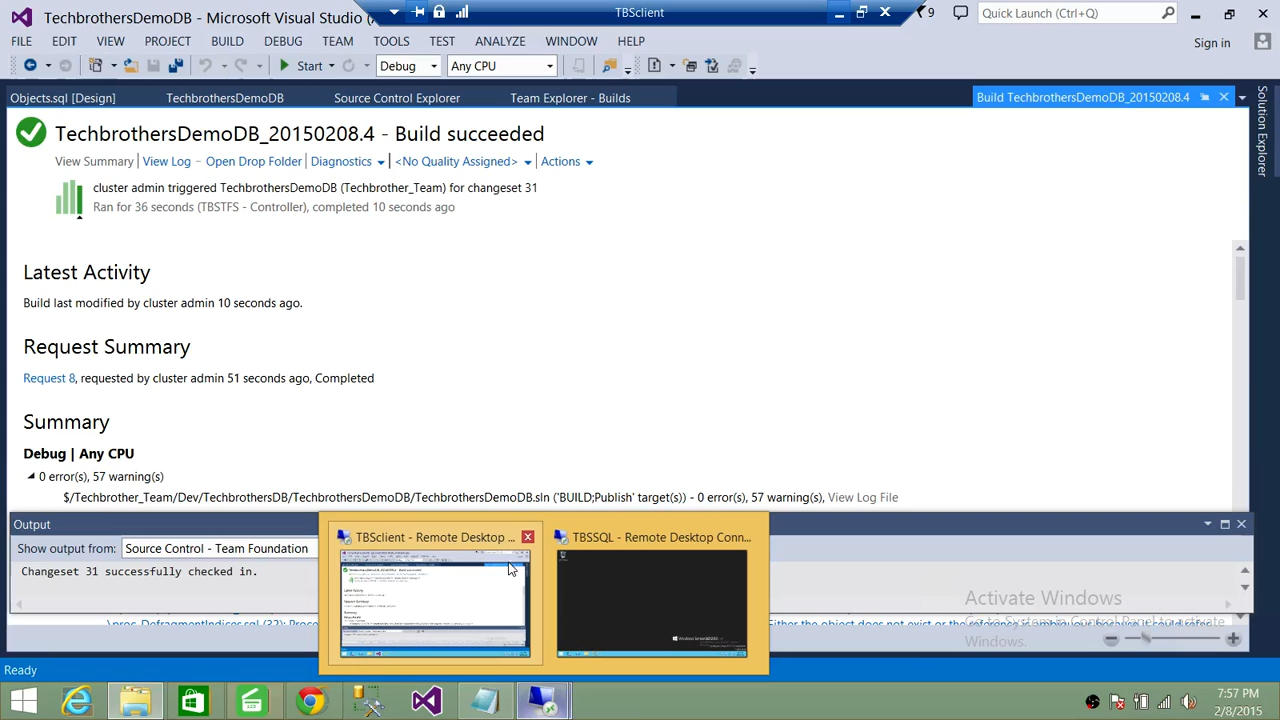 TechbrothersDemoDB - Microsoft Visual Studio (A
TBSclient
9
Quick Launch (Ctrl+Q)
FILE EDIT VIEW PROJECT BUILD DEBUG TEAM TOOLS TEST ANALYZE WINDOW HELP
Sign in
Start Debug Any CPU
Objects.sql [Design] TechbrothersDemoDB Source Control Explorer Team Explorer - Builds Build TechbrothersDemoDB_20150208.4
Solution Explorer
TechbrothersDemoDB_20150208.4 - Build succeeded
View Summary | View Log - Open Drop Folder | Diagnostics | <No Quality Assigned> | Actions
cluster admin triggered TechbrothersDemoDB (Techbrother_Team) for changeset 31
Ran for 36 seconds (TBSTFS - Controller), completed 10 seconds ago
Latest Activity
Build last modified by cluster admin 10 seconds ago.
Request Summary
Request 8, requested by cluster admin 51 seconds ago, Completed
Summary
Debug | Any CPU
0 error(s), 57 warning(s)
$/Techbrother_Team/Dev/TechbrothersDB/TechbrothersDemoDB/TechbrothersDemoDB.sln ('BUILD;Publish' target(s)) - 0 error(s), 57 warning(s), View Log File
Output
Show output from: Source Control - Team Foundation
TBSclient - Remote Desktop ...
TBSSQL - Remote Desktop Conn...
Activate Windows
Windows.
Ready
7:57 PM
2/8/2015